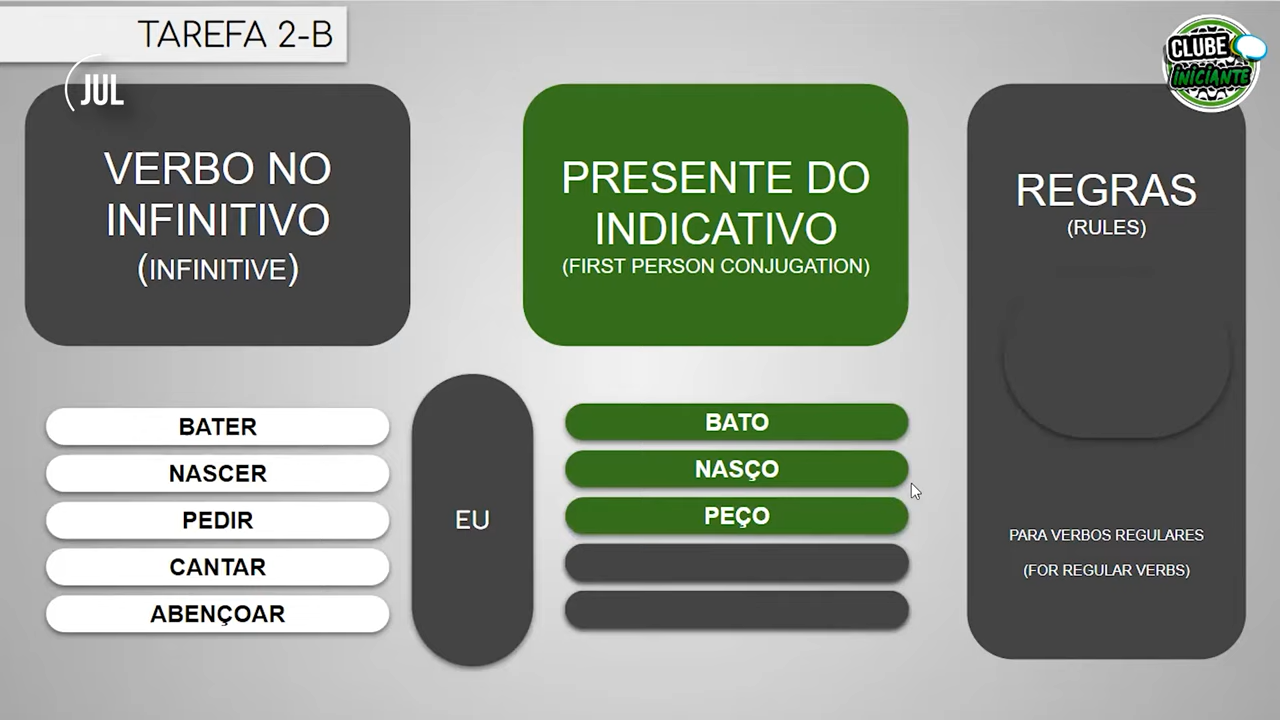 TAREFA 2-B
JUL
CLUBE
INICIANTE
VERBO NO
INFINITIVO
(INFINITIVE)
PRESENTE DO
INDICATIVO
(FIRST PERSON CONJUGATION)
REGRAS
(RULES)
BATER
NASCER
PEDIR
CANTAR
ABENÇOAR
EU
BATO
NASÇO
PEÇO
PARA VERBOS REGULARES
(FOR REGULAR VERBS)